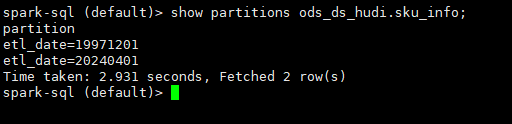 spark-sql (default)> show partitions ods_ds_hudi.sku_info;
partition
etl_date=19971201
etl_date=20240401
Time taken: 2.931 seconds, Fetched 2 row(s)
spark-sql (default)>